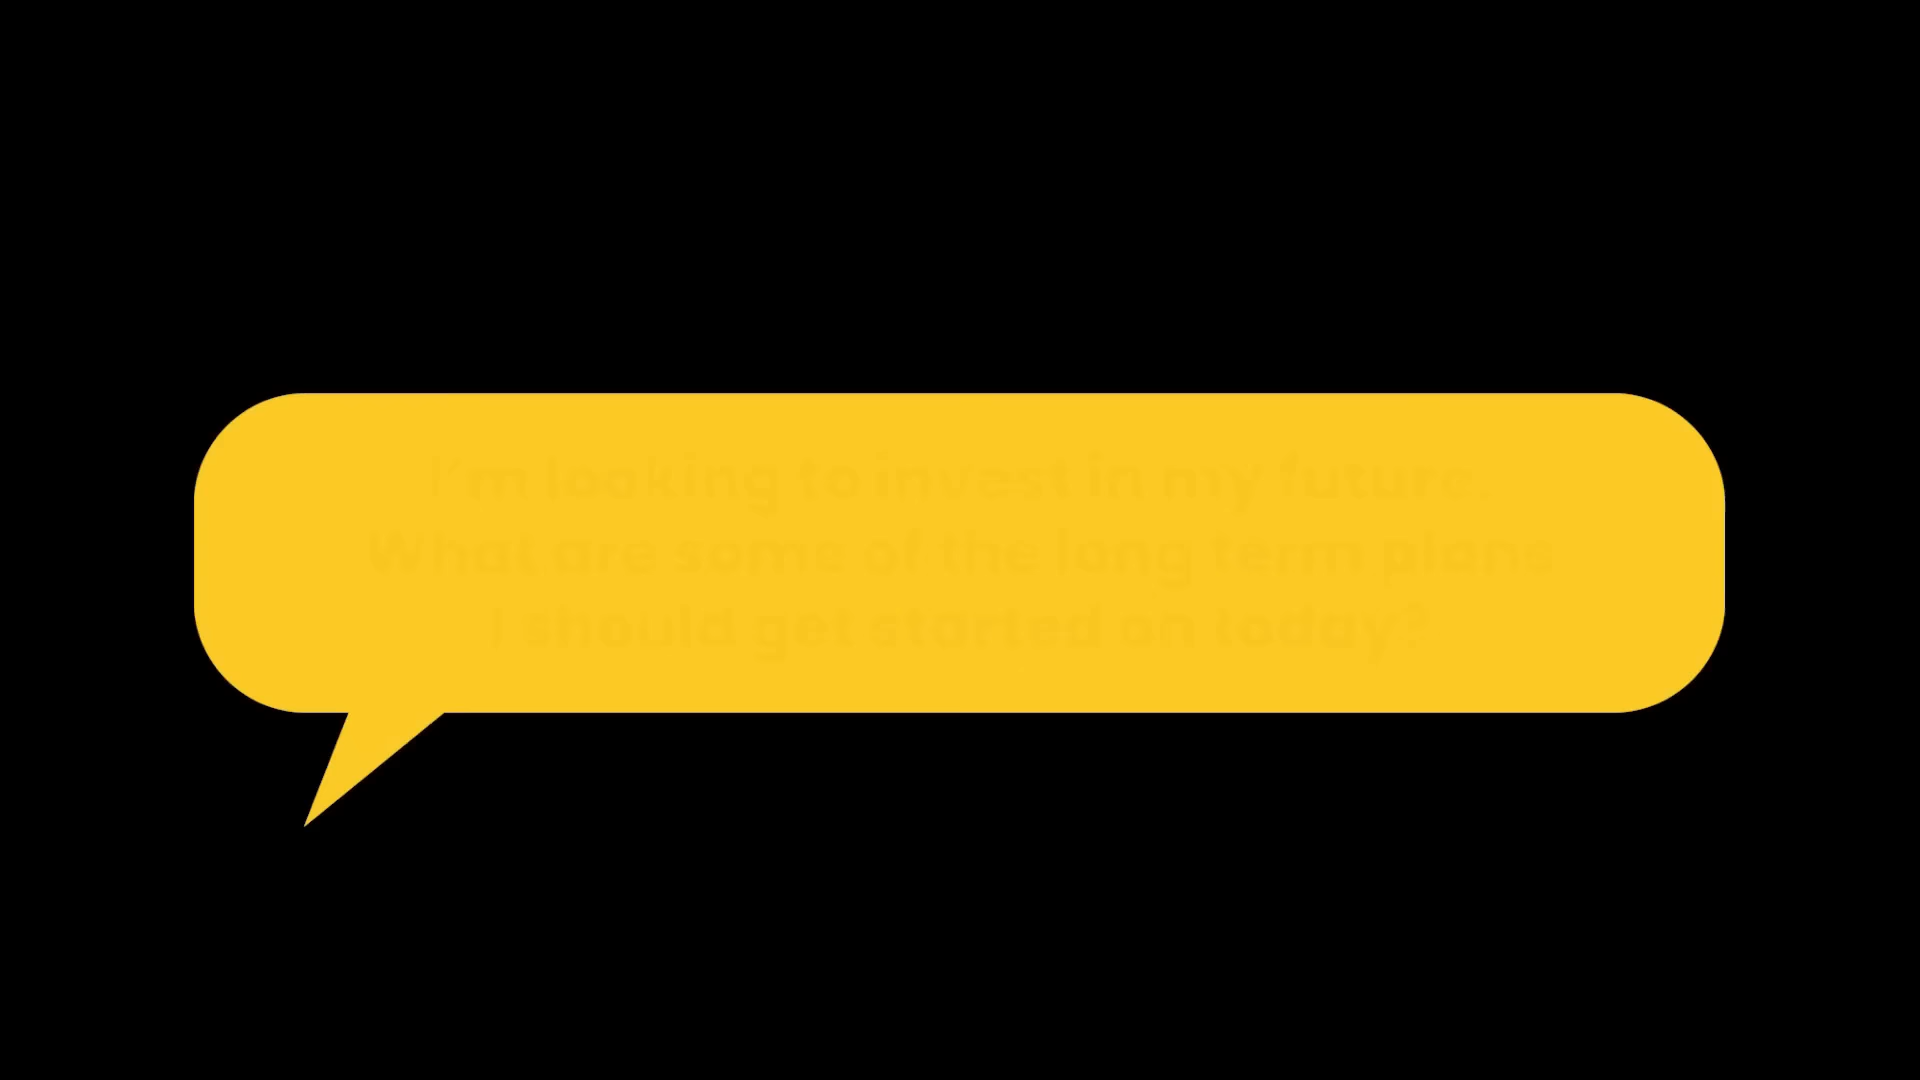 I'm looking to invest in my future.
What are some of the long term plans
I should get started on today?